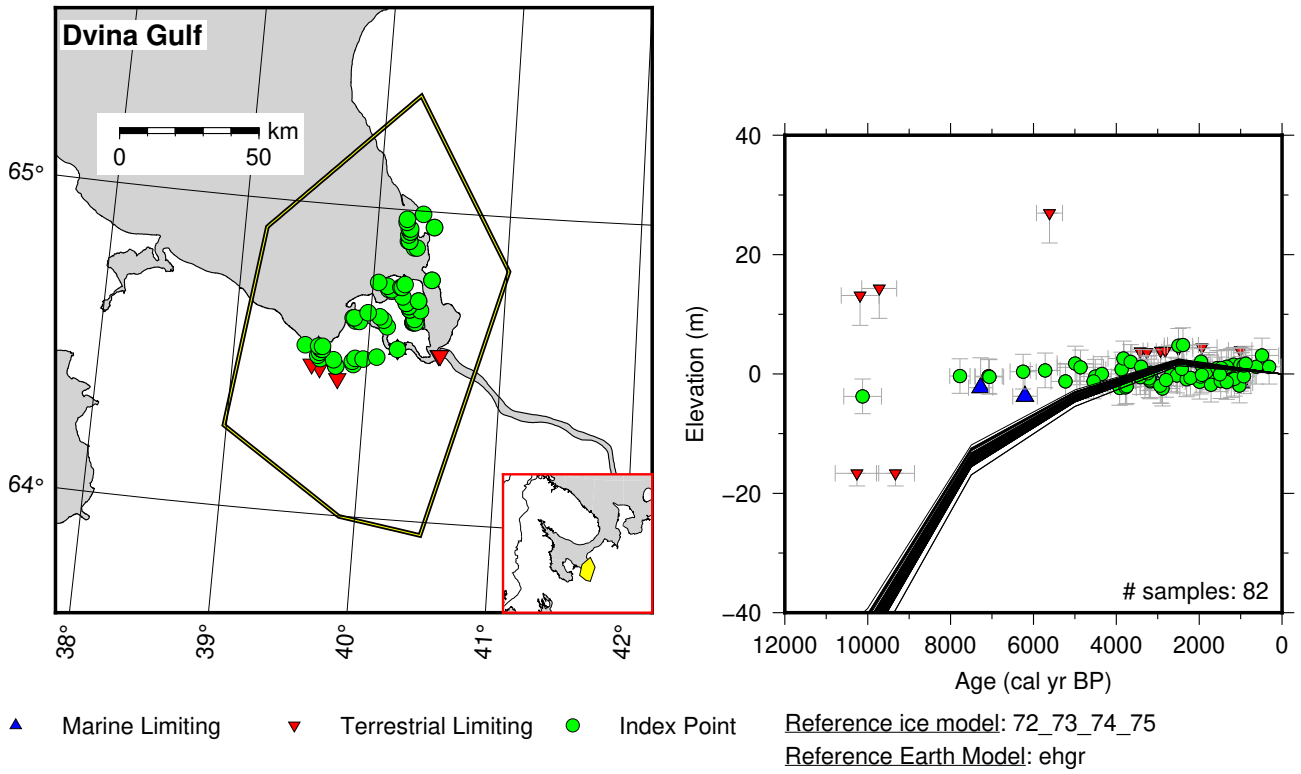 Dvina Gulf
km
0 50
65°
64°
38° 39° 40° 41° 42°
40
20
0
−20
−40
Elevation (m)
# samples: 82
12000 10000 8000 6000 4000 2000 0
Age (cal yr BP)
Marine Limiting Terrestrial Limiting Index Point
Reference ice model: 72_73_74_75
Reference Earth Model: ehgr